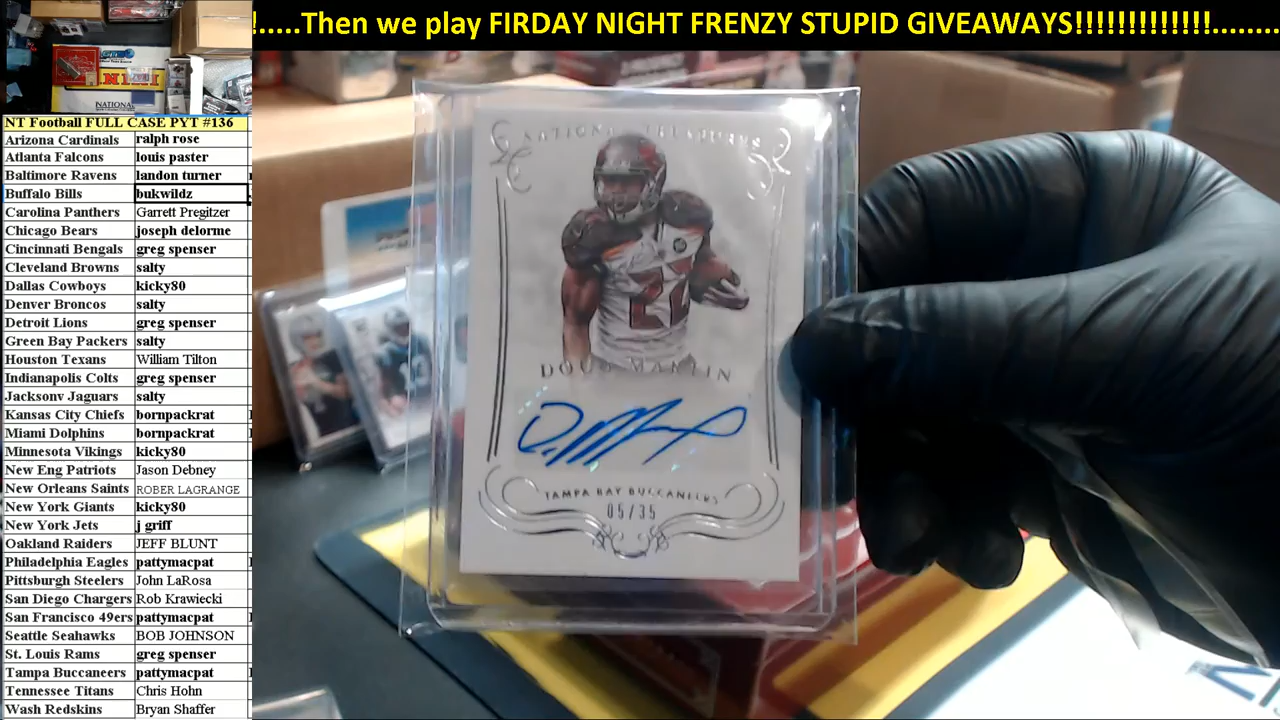 !.....Then we play FIRDAY NIGHT FRENZY STUPID GIVEAWAYS!!!!!!!!!!!!!........
PANINI
NATIONAL
NT Football FULL CASE PYT #136
Arizona Cardinals ralph rose
Atlanta Falcons louis paster
Baltimore Ravens landon turner
Buffalo Bills bukwildz
Carolina Panthers Garrett Pregitzer
Chicago Bears joseph delorme
Cincinnati Bengals greg spenser
Cleveland Browns salty
Dallas Cowboys kicky80
Denver Broncos salty
Detroit Lions greg spenser
Green Bay Packers salty
Houston Texans William Tilton
Indianapolis Colts greg spenser
Jacksonv Jaguars salty
Kansas City Chiefs bornpackrat
Miami Dolphins bornpackrat
Minnesota Vikings kicky80
New Eng Patriots Jason Debney
New Orleans Saints ROBER LAGRANGE
New York Giants kicky80
New York Jets j griff
Oakland Raiders JEFF BLUNT
Philadelphia Eagles pattymacpat
Pittsburgh Steelers John LaRosa
San Diego Chargers Rob Krawiecki
San Francisco 49ers pattymacpat
Seattle Seahawks BOB JOHNSON
St. Louis Rams greg spenser
Tampa Buccaneers pattymacpat
Tennessee Titans Chris Hohn
Wash Redskins Bryan Shaffer
NATIONAL TREASURES
22
DOUG MARTIN
TAMPA BAY BUCCANEERS
05/35